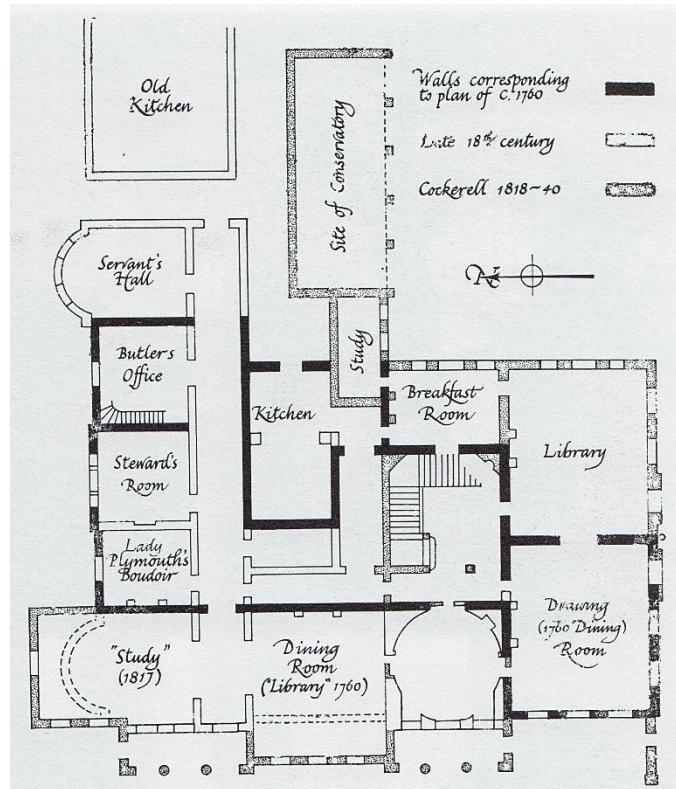 Old
Kitchen
Site of Conservatory
Walls corresponding
to plan of C.1760
Late 18th century
Cockerell 1818-40
N
Servant's
Hall
Butler's
Office
Study
Kitchen
Breakfast
Room
Library
Steward's
Room
Lady
Plymouth's
Boudoir
"Study"
(1817)
Dining
Room
("Library" 1760)
Drawing
(1760 "Dining)
Room